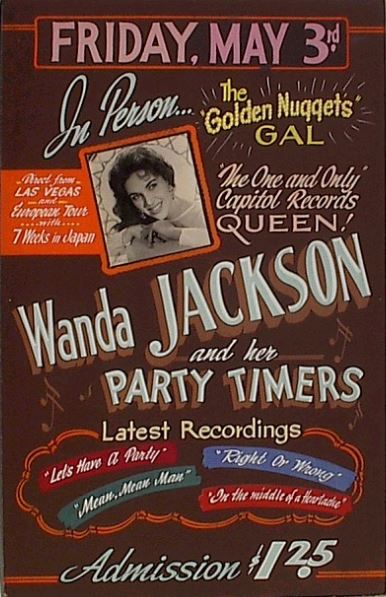 FRIDAY, MAY 3rd.
In Person...
The
"Golden Nugget's"
GAL
Direct from
LAS VEGAS
and
European Tour
with
7 Weeks in Japan
"The One and Only"
Capitol Records
QUEEN!
Wanda JACKSON
and her
PARTY TIMERS
Latest Recordings
"Let's Have A Party"
"Right Or Wrong"
"Mean, Mean Man"
"In the middle of a Heartache"
Admission $1.25